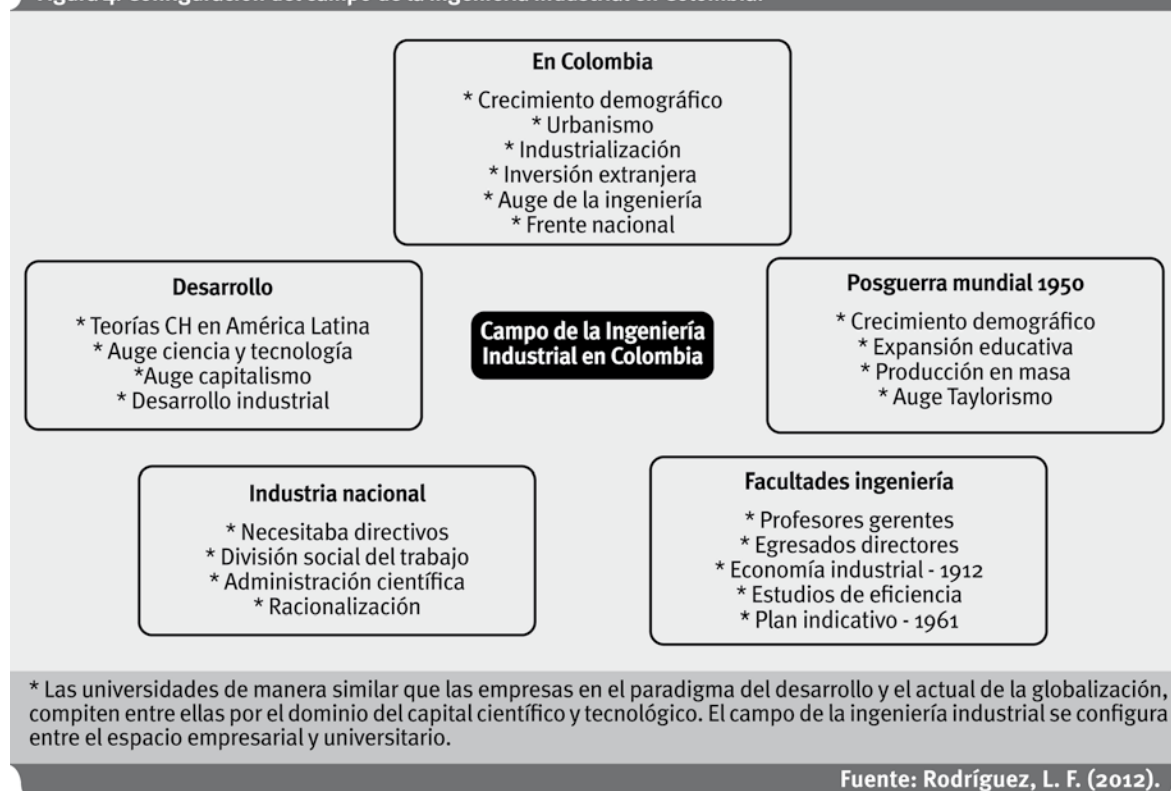 En Colombia
* Crecimiento demográfico
* Urbanismo
* Industrialización
* Inversión extranjera
* Auge de la ingeniería
* Frente nacional
Desarrollo
* Teorías CH en América Latina
* Auge ciencia y tecnología
*Auge capitalismo
* Desarrollo industrial
Campo de la Ingeniería
Industrial en Colombia
Posguerra mundial 1950
* Crecimiento demográfico
* Expansión educativa
* Producción en masa
* Auge Taylorismo
Industria nacional
* Necesitaba directivos
* División social del trabajo
* Administración científica
* Racionalización
Facultades ingeniería
* Profesores gerentes
* Egresados directores
* Economía industrial - 1912
* Estudios de eficiencia
* Plan indicativo - 1961
* Las universidades de manera similar que las empresas en el paradigma del desarrollo y el actual de la globalización,
compiten entre ellas por el dominio del capital científico y tecnológico. El campo de la ingeniería industrial se configura
entre el espacio empresarial y universitario.
Fuente: Rodríguez, L. F. (2012).